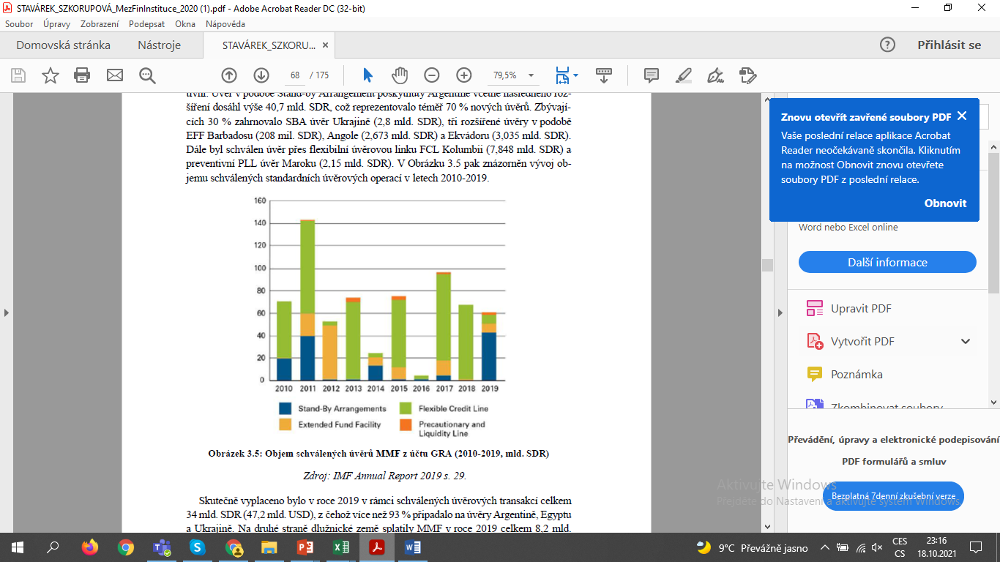 STAVÁREK_SZKORUPOVÁ_MezFinInstituce_2020 (1).pdf - Adobe Acrobat Reader DC (32-bit)
Soubor Úpravy Zobrazení Podepsat Okna Nápověda
Domovská stránka Nástroje STAVÁREK_SZKORU... × Přihlásit se
68 / 175 79,5%
tivní. Úvěr v podobě Stand-by Arrangement poskytnutý Argentině včetně následného roz-
šíření dosáhl výše 40,7 mld. SDR, což reprezentovalo téměř 70 % nových úvěrů. Zbývají-
cích 30 % zahrnovalo SBA úvěr Ukrajině (2,8 mld. SDR), tři rozšířené úvěry v podobě
EFF Barbadosu (208 mil. SDR), Angole (2,673 mld. SDR) a Ekvádoru (3,035 mld. SDR).
Dále byl schválen úvěr přes flexibilní úvěrovou linku FCL Kolumbii (7,848 mld. SDR) a
preventivní PLL úvěr Maroku (2,15 mld. SDR). V Obrázku 3.5 pak znázorněn vývoj ob-
jemu schválených standardních úvěrových operací v letech 2010-2019.
160
140
120
100
80
60
40
20
0
2010 2011 2012 2013 2014 2015 2016 2017 2018 2019
Stand-By Arrangements Flexible Credit Line
Extended Fund Facility Precautionary and
Liquidity Line
Obrázek 3.5: Objem schválených úvěrů MMF z účtu GRA (2010-2019, mld. SDR)
Zdroj: IMF Annual Report 2019 s. 29.
Skutečně vyplaceno bylo v roce 2019 v rámci schválených úvěrových transakcí celkem
34 mld. SDR (47,2 mld. USD), z čehož více než 93 % připadalo na úvěry Argentině, Egyptu
a Ukrajině. Na druhé straně dlužnické země splatily MMF v roce 2019 celkem 8,2 mld.
Znovu otevřít zavřené soubory PDF
Vaše poslední relace aplikace Acrobat
Reader neočekávaně skončila. Kliknutím
na možnost Obnovit znovu otevřete
soubory PDF z poslední relace.
Obnovit
Word nebo Excel online
Další informace
Upravit PDF
Vytvořit PDF
Poznámka
Zkombinovat soubory
Převádění, úpravy a elektronické podepisování
PDF formulářů a smluv
Bezplatná 7denní zkušební verze
Aktivujte Windows
Přejděte do Nastavení a aktivujte systém Windows.
9°C Převážně jasno
CES
CS
23:16
18.10.2021